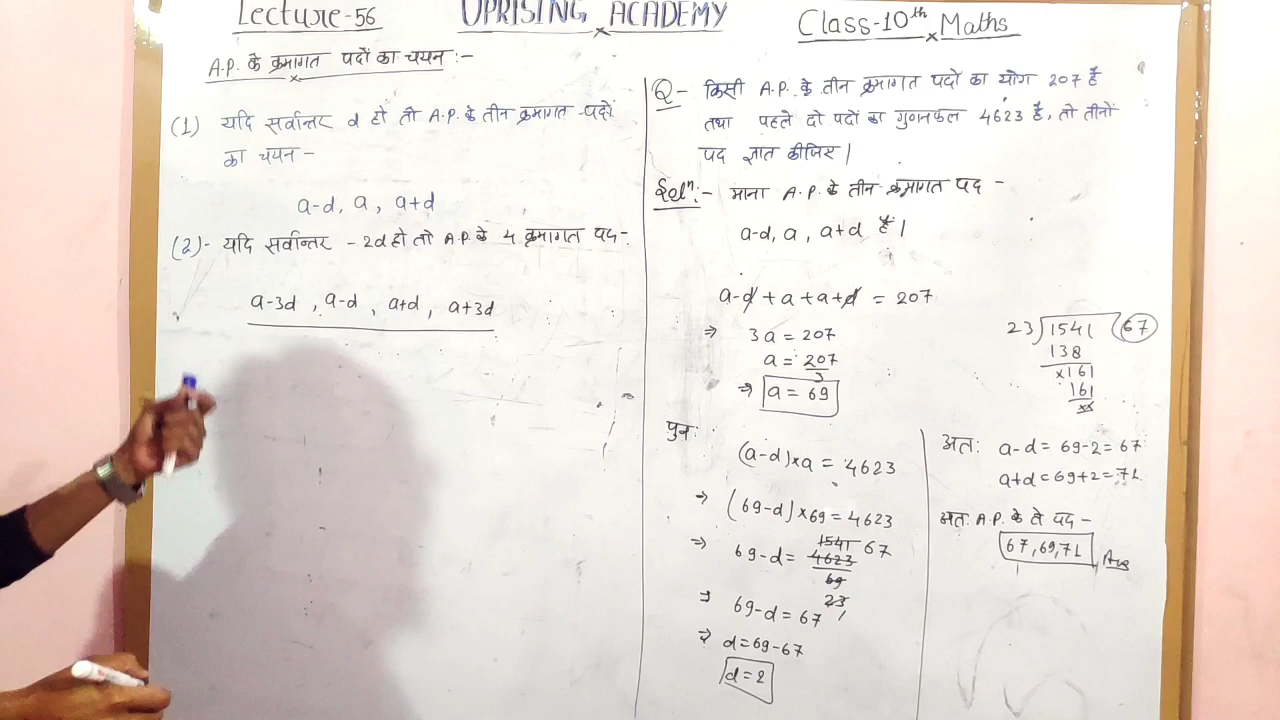 Lecture-56 UPRISING ACADEMY Class-10th Maths
A.P. के क्रमागत पदों का चयन :-
(1) यदि सर्वान्तर d हो तो A.P. के तीन क्रमागत पदों
का चयन -
a-d, a, a+d
(2)- यदि सर्वान्तर - 2d हो तो A.P. के 4 क्रमागत पद -
a-3d, a-d, a+d, a+3d
Q- किसी A.P. के तीन क्रमागत पदों का योग 207 है
तथा पहले दो पदों का गुणनफल 4623 है, तो तीनों
पद ज्ञात कीजिए।
Solⁿ:- माना A.P. के तीन क्रमागत पद -
a-d, a, a+d है।
a-d + a + a+d = 207
⇒ 3a = 207
a = 207
3
⇒ a = 69
23)1541(67
138
×161
161
××
पुनः
(a-d)×a = 4623
⇒ (69-d)×69 = 4623
⇒ 69-d = 1541 67
4623
69
23
⇒ 69-d = 67
⇒ d = 69-67
d = 2
अतः a-d = 69-2 = 67
a+d = 69+2 = 71
अतः A.P. के वे पद -
67, 69, 71 Ans